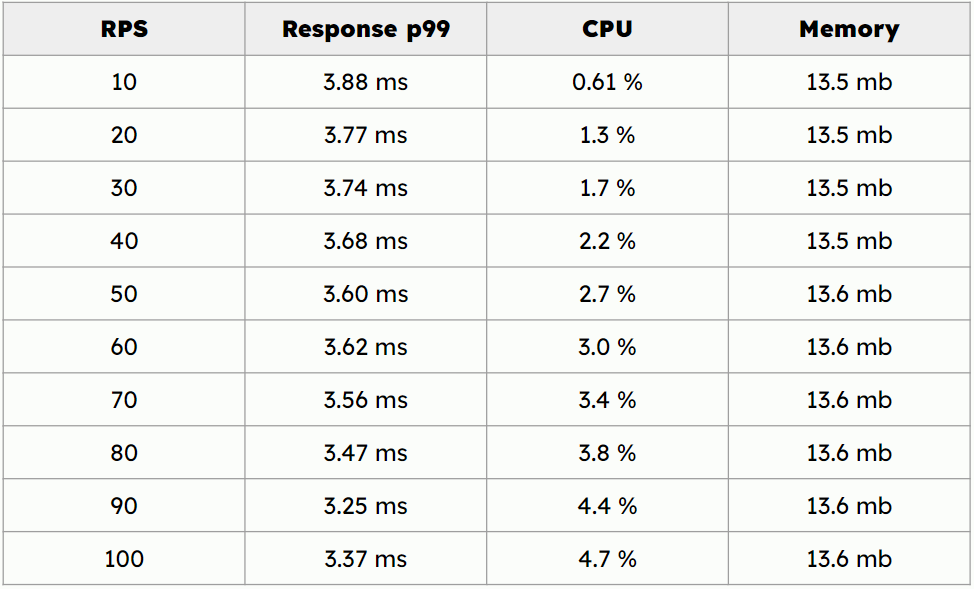 RPS Response p99 CPU Memory
10 3.88 ms 0.61 % 13.5 mb
20 3.77 ms 1.3 % 13.5 mb
30 3.74 ms 1.7 % 13.5 mb
40 3.68 ms 2.2 % 13.5 mb
50 3.60 ms 2.7 % 13.6 mb
60 3.62 ms 3.0 % 13.6 mb
70 3.56 ms 3.4 % 13.6 mb
80 3.47 ms 3.8 % 13.6 mb
90 3.25 ms 4.4 % 13.6 mb
100 3.37 ms 4.7 % 13.6 mb